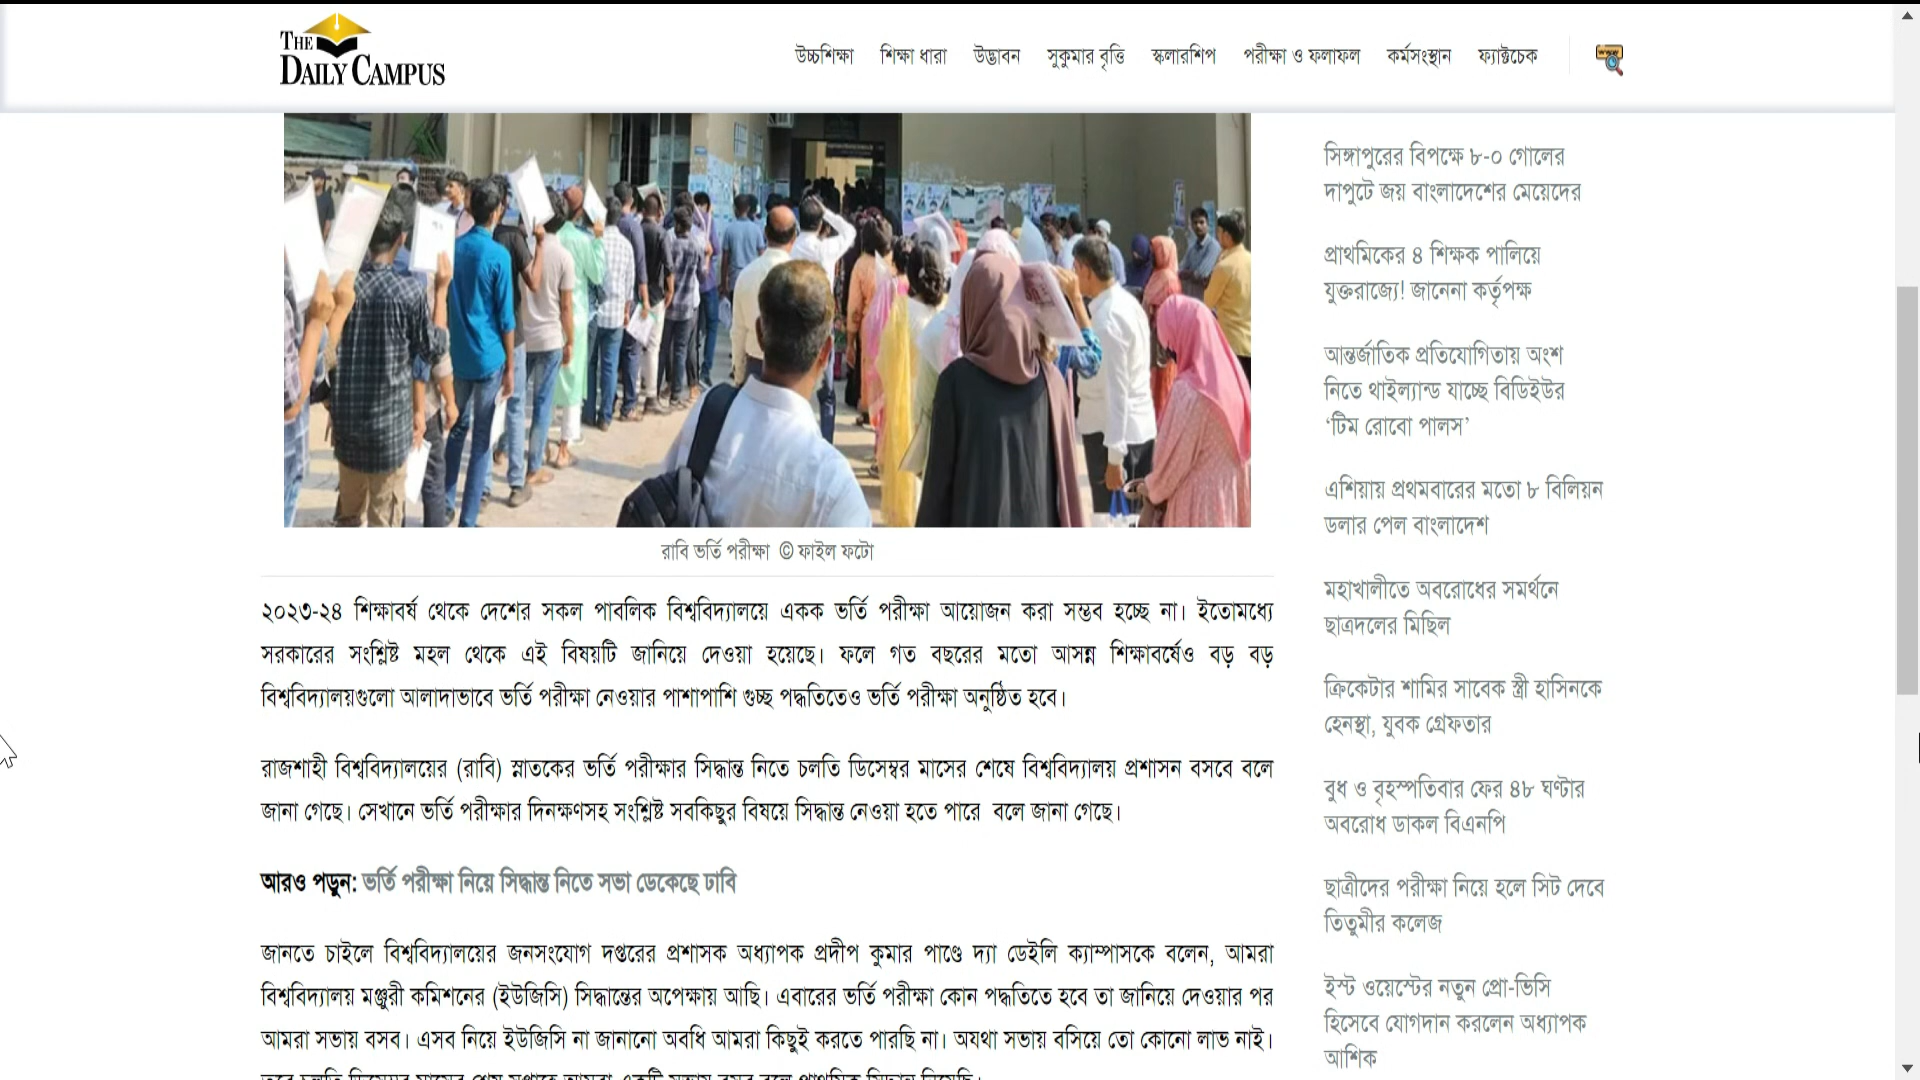 THE
DAILY CAMPUS
উচ্চশিক্ষা শিক্ষা ধারা উদ্ভাবন সুকুমার বৃত্তি স্কলারশিপ পরীক্ষা ও ফলাফল কর্মসংস্থান ফ্যাক্টচেক
রাবি ভর্তি পরীক্ষা © ফাইল ফটো
২০২৩-২৪ শিক্ষাবর্ষ থেকে দেশের সকল পাবলিক বিশ্ববিদ্যালয়ে একক ভর্তি পরীক্ষা আয়োজন করা সম্ভব হচ্ছে না। ইতোমধ্যে
সরকারের সংশ্লিষ্ট মহল থেকে এই বিষয়টি জানিয়ে দেওয়া হয়েছে। ফলে গত বছরের মতো আসন্ন শিক্ষাবর্ষেও বড় বড়
বিশ্ববিদ্যালয়গুলো আলাদাভাবে ভর্তি পরীক্ষা নেওয়ার পাশাপাশি গুচ্ছ পদ্ধতিতেও ভর্তি পরীক্ষা অনুষ্ঠিত হবে।
রাজশাহী বিশ্ববিদ্যালয়ের (রাবি) স্নাতকের ভর্তি পরীক্ষার সিদ্ধান্ত নিতে চলতি ডিসেম্বর মাসের শেষে বিশ্ববিদ্যালয় প্রশাসন বসবে বলে
জানা গেছে। সেখানে ভর্তি পরীক্ষার দিনক্ষণসহ সংশ্লিষ্ট সবকিছুর বিষয়ে সিদ্ধান্ত নেওয়া হতে পারে বলে জানা গেছে।
আরও পড়ুন: ভর্তি পরীক্ষা নিয়ে সিদ্ধান্ত নিতে সভা ডেকেছে ঢাবি
জানতে চাইলে বিশ্ববিদ্যালয়ের জনসংযোগ দপ্তরের প্রশাসক অধ্যাপক প্রদীপ কুমার পাণ্ডে দ্যা ডেইলি ক্যাম্পাসকে বলেন, আমরা
বিশ্ববিদ্যালয় মঞ্জুরী কমিশনের (ইউজিসি) সিদ্ধান্তের অপেক্ষায় আছি। এবারের ভর্তি পরীক্ষা কোন পদ্ধতিতে হবে তা জানিয়ে দেওয়ার পর
আমরা সভায় বসব। এসব নিয়ে ইউজিসি না জানানো অবধি আমরা কিছুই করতে পারছি না। অযথা সভায় বসিয়ে তো কোনো লাভ নাই।
সিঙ্গাপুরের বিপক্ষে ৮-০ গোলের
দাপুটে জয় বাংলাদেশের মেয়েদের
প্রাথমিকের ৪ শিক্ষক পালিয়ে
যুক্তরাজ্যে! জানেনা কর্তৃপক্ষ
আন্তর্জাতিক প্রতিযোগিতায় অংশ
নিতে থাইল্যান্ড যাচ্ছে বিডিইউর
‘টিম রোবো পালস’
এশিয়ায় প্রথমবারের মতো ৮ বিলিয়ন
ডলার পেল বাংলাদেশ
মহাখালীতে অবরোধের সমর্থনে
ছাত্রদলের মিছিল
ক্রিকেটার শামির সাবেক স্ত্রী হাসিনকে
হেনস্থা, যুবক গ্রেফতার
বুধ ও বৃহস্পতিবার ফের ৪৮ ঘণ্টার
অবরোধ ডাকল বিএনপি
ছাত্রীদের পরীক্ষা নিয়ে হলে সিট দেবে
তিতুমীর কলেজ
ইস্ট ওয়েস্টের নতুন প্রো-ভিসি
হিসেবে যোগদান করলেন অধ্যাপক
আশিক